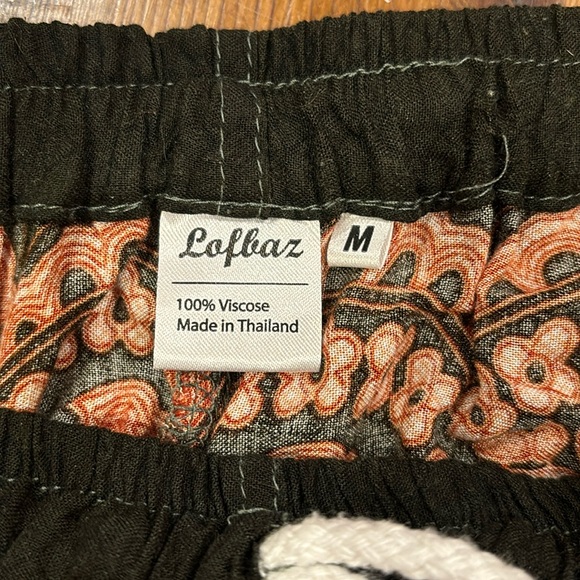 Lofbaz
M
100% Viscose
Made in Thailand